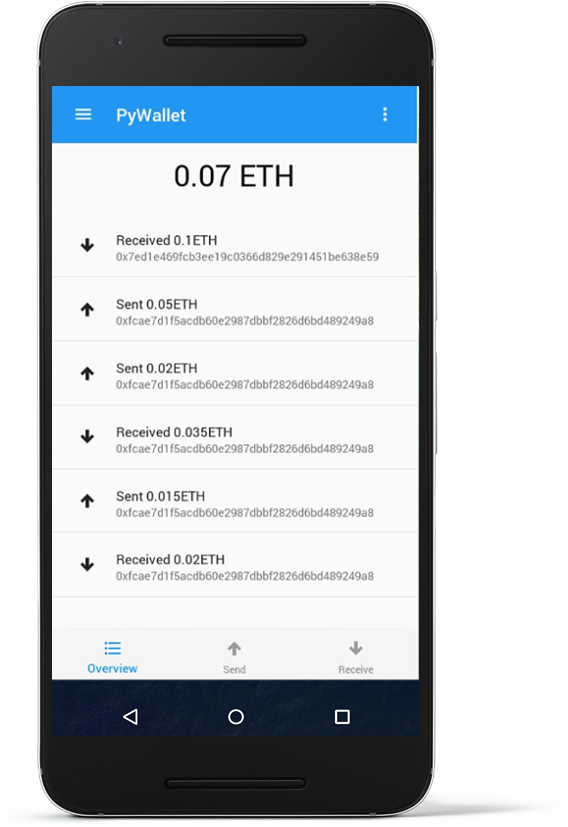 PyWallet
0.07 ETH
Received 0.1ETH
0x7ed1e469fcb3ee19c0366d829e291451be638e59
Sent 0.05ETH
0xfcae7d1f5acdb60e2987dbbf2826d6bd489249a8
Sent 0.02ETH
0xfcae7d1f5acdb60e2987dbbf2826d6bd489249a8
Received 0.035ETH
0xfcae7d1f5acdb60e2987dbbf2826d6bd489249a8
Sent 0.015ETH
0xfcae7d1f5acdb60e2987dbbf2826d6bd489249a8
Received 0.02ETH
0xfcae7d1f5acdb60e2987dbbf2826d6bd489249a8
Overview Send Receive